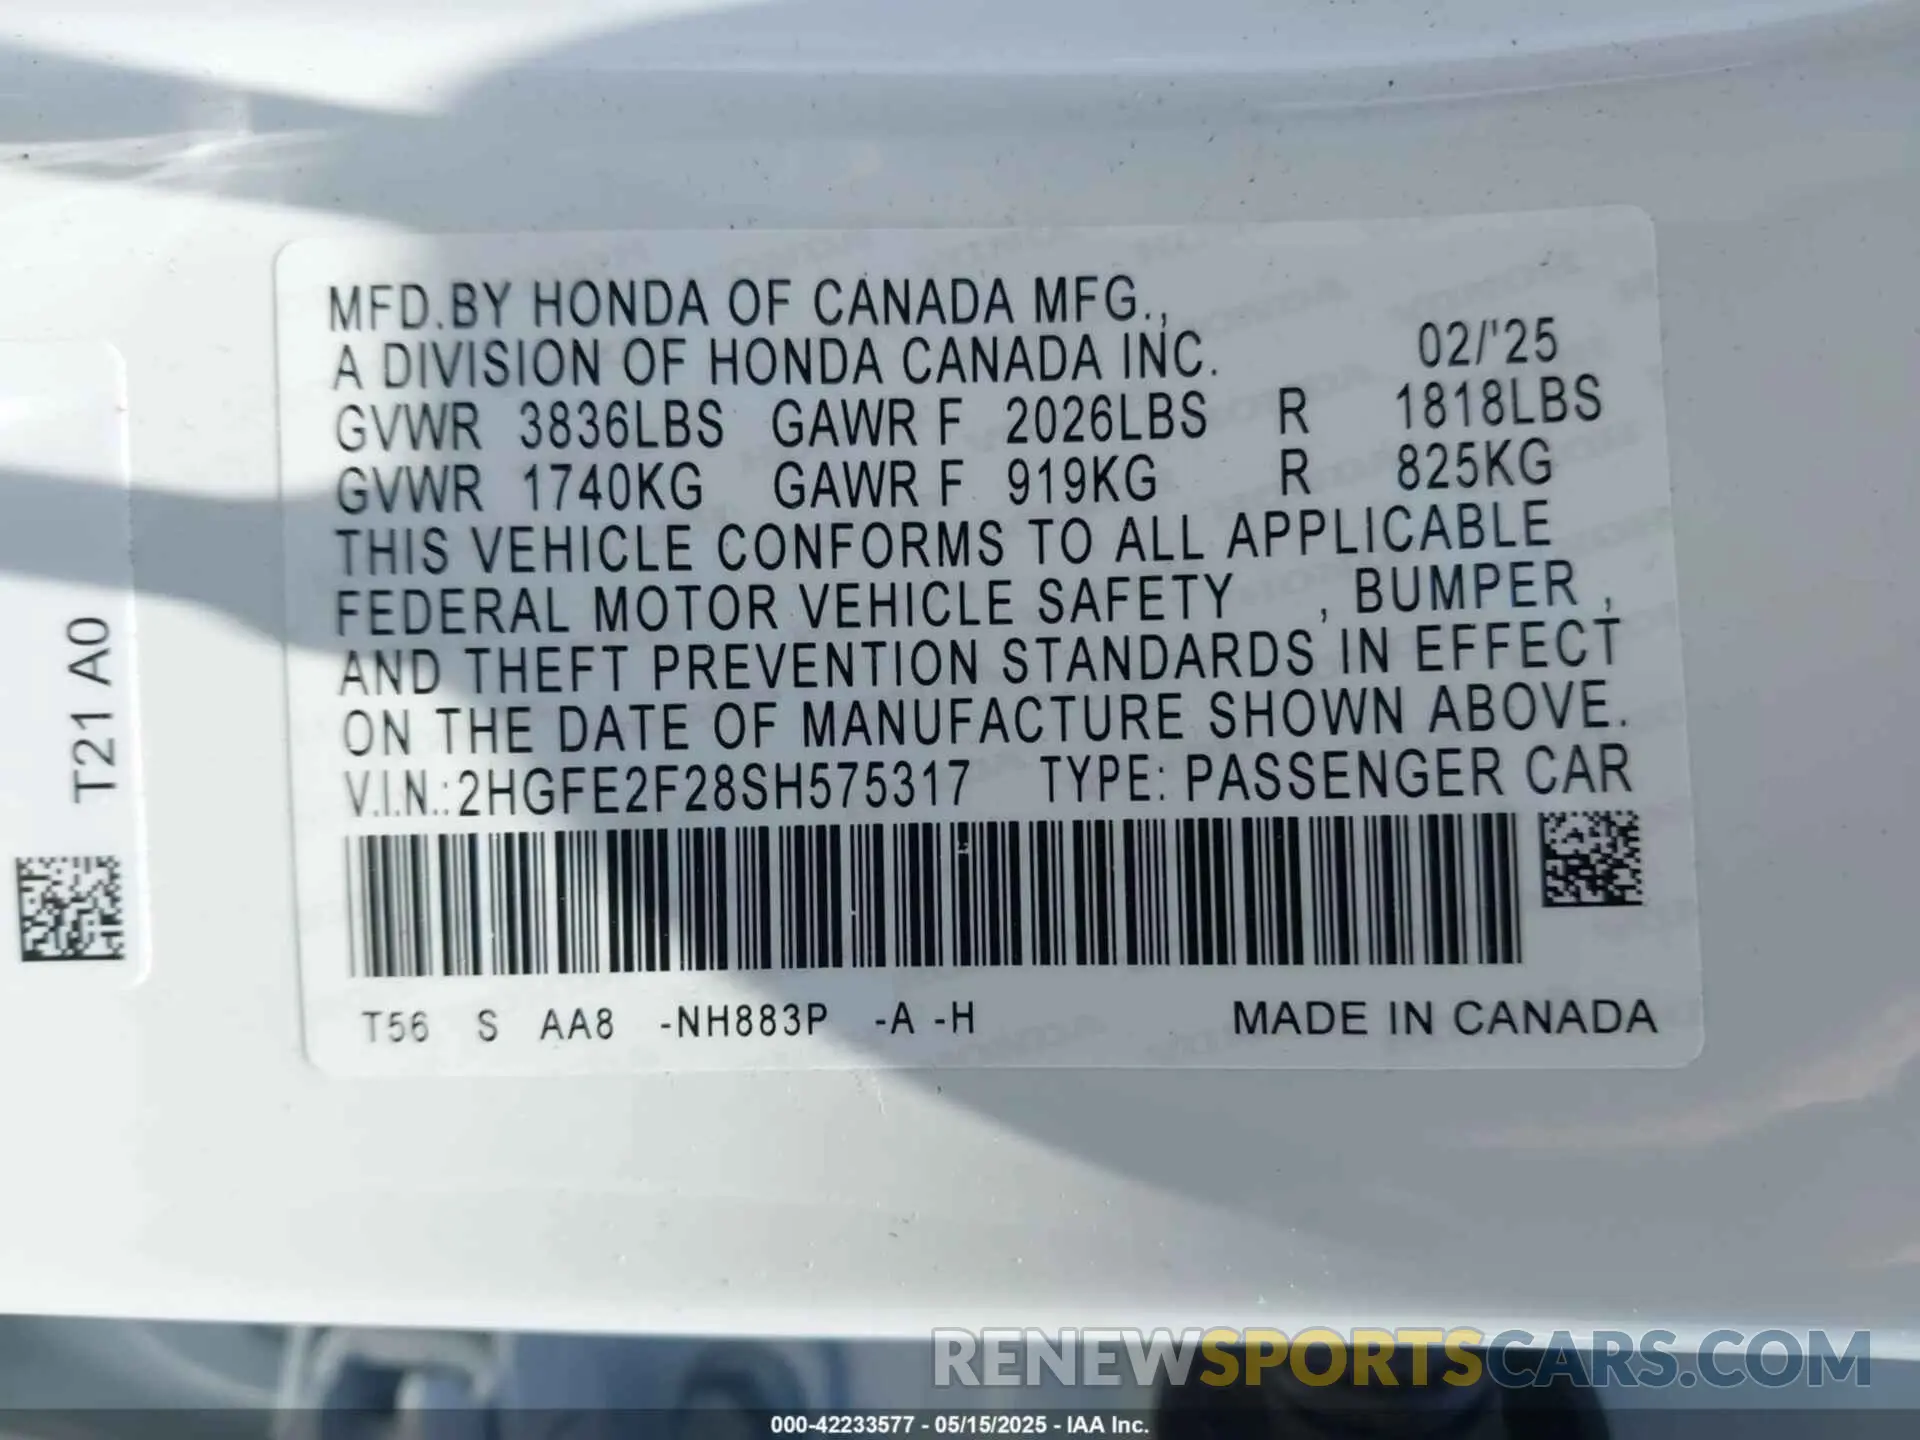 MFD.BY HONDA OF CANADA MFG.,
A DIVISION OF HONDA CANADA INC. 02/'25
GVWR 3836LBS GAWR F 2026LBS R 1818LBS
GVWR 1740KG GAWR F 919KG R 825KG
THIS VEHICLE CONFORMS TO ALL APPLICABLE
FEDERAL MOTOR VEHICLE SAFETY , BUMPER ,
AND THEFT PREVENTION STANDARDS IN EFFECT
ON THE DATE OF MANUFACTURE SHOWN ABOVE.
V.I.N.: 2HGFE2F28SH575317 TYPE: PASSENGER CAR
T56 S AA8 -NH883P -A -H MADE IN CANADA
T21 A0
RENEWSPORTSCARS.COM
000-42233577 - 05/15/2025 - IAA Inc.